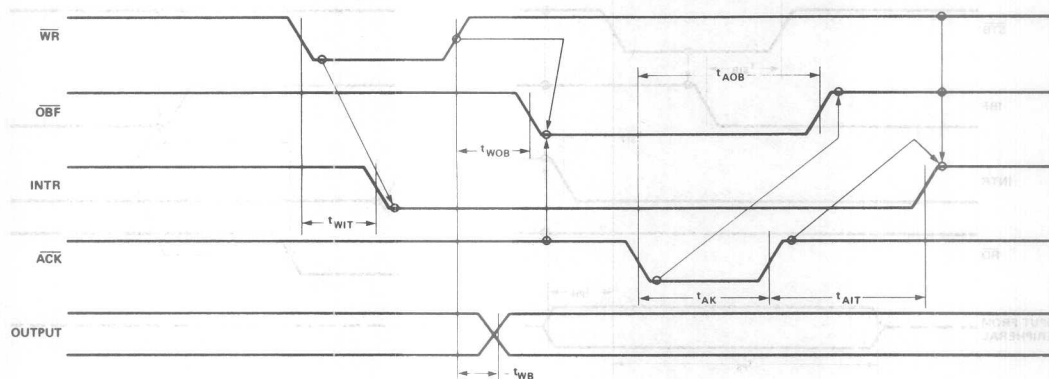 WR
tAOB
OBF
tWOB
INTR
tWIT
ACK
tAK
tAIT
OUTPUT
tWB